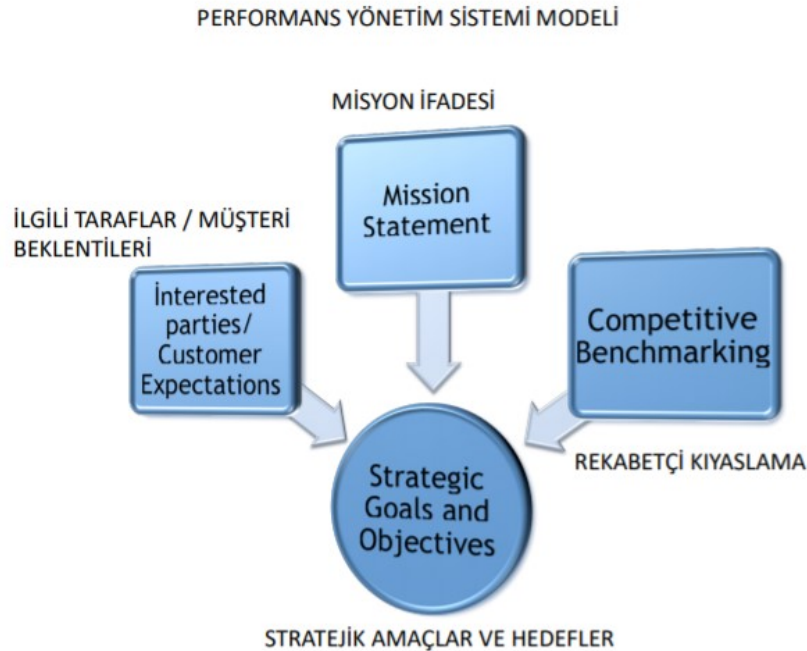 PERFORMANS YÖNETİM SİSTEMİ MODELİ
MİSYON İFADESİ
Mission
Statement
İLGİLİ TARAFLAR / MÜŞTERİ
BEKLENTİLERİ
İnterested
parties/
Customer
Expectations
Competitive
Benchmarking
REKABETÇİ KIYASLAMA
Strategic
Goals and
Objectives
STRATEJİK AMAÇLAR VE HEDEFLER